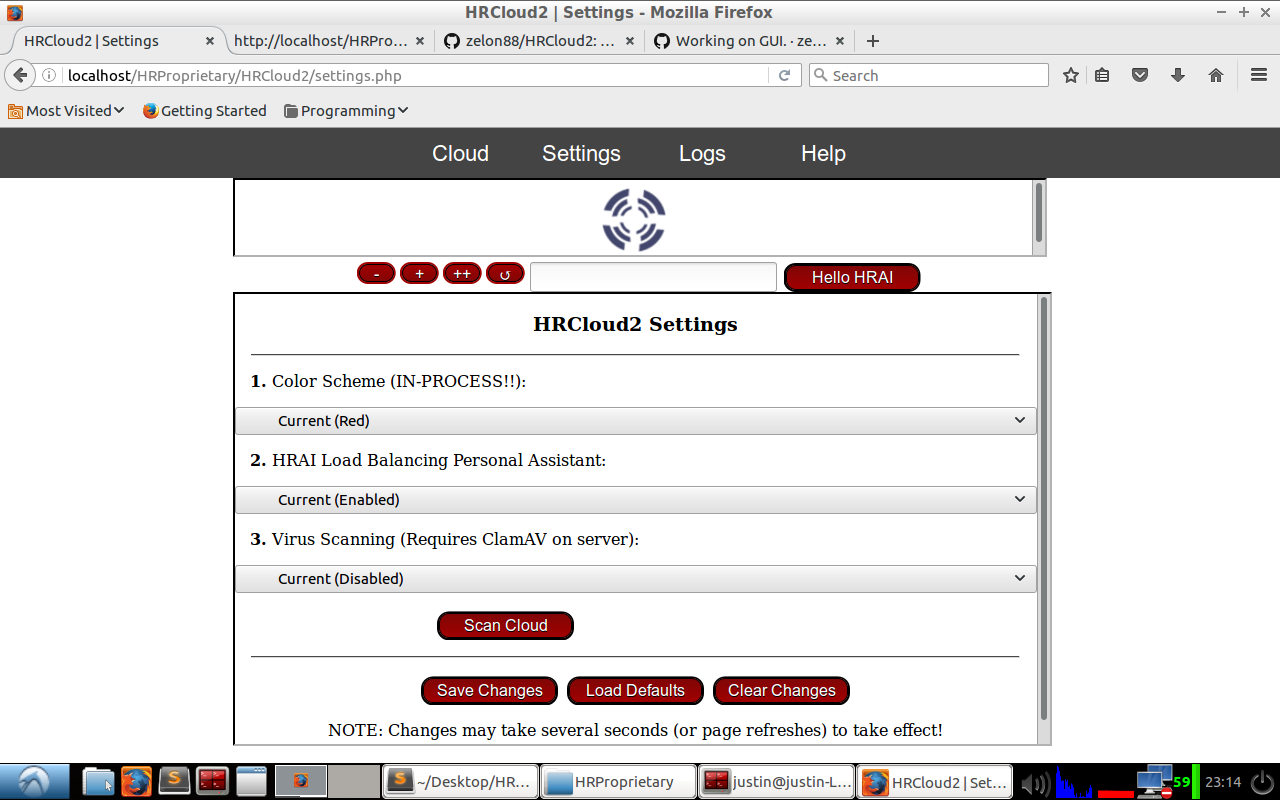 HRCloud2 | Settings - Mozilla Firefox
HRCloud2 | Settings
http://localhost/HRPro...
zelon88/HRCloud2: ...
Working on GUI. · ze...
localhost/HRProprietary/HRCloud2/settings.php
Search
Most Visited
Getting Started
Programming
Cloud Settings Logs Help
- + ++ ↺ Hello HRAI
HRCloud2 Settings
1. Color Scheme (IN-PROCESS!!):
Current (Red)
2. HRAI Load Balancing Personal Assistant:
Current (Enabled)
3. Virus Scanning (Requires ClamAV on server):
Current (Disabled)
Scan Cloud
Save Changes Load Defaults Clear Changes
NOTE: Changes may take several seconds (or page refreshes) to take effect!
~/Desktop/HR...
HRProprietary
justin@justin-L...
HRCloud2 | Set...
59
23:14